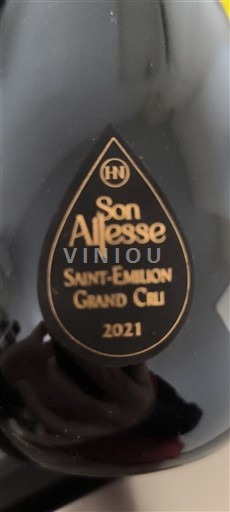 HN
Son
Altesse
VINIOU
SAINT-EMILION
GRAND CRU
2021